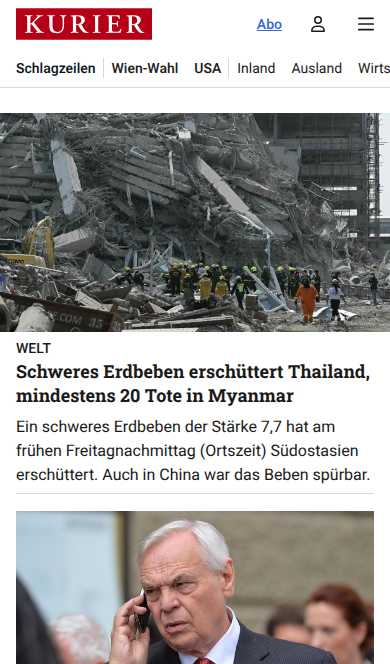 KURIER
Abo
Schlagzeilen Wien-Wahl USA Inland Ausland Wirts
WELT
Schweres Erdbeben erschüttert Thailand,
mindestens 20 Tote in Myanmar
Ein schweres Erdbeben der Stärke 7,7 hat am
frühen Freitagnachmittag (Ortszeit) Südostasien
erschüttert. Auch in China war das Beben spürbar.